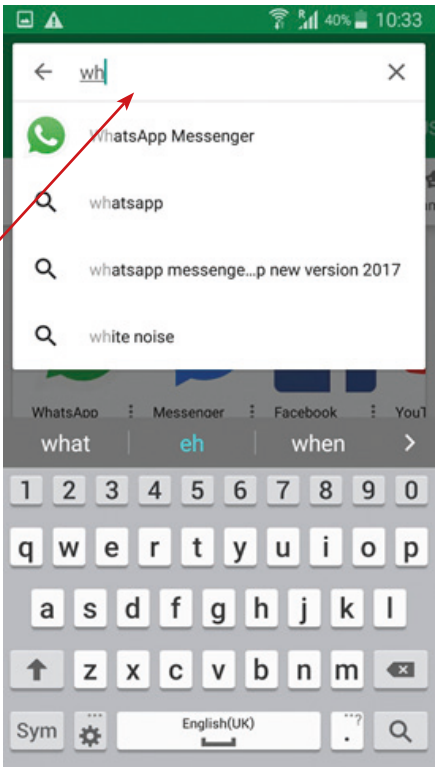 R 40% 10:33
wh
WhatsApp Messenger
whatsapp
whatsapp messenge...p new version 2017
white noise
WhatsApp Messenger Facebook YouT
what eh when >
1 2 3 4 5 6 7 8 9 0
q w e r t y u i o p
a s d f g h j k l
z x c v b n m
Sym English(UK) . ...?